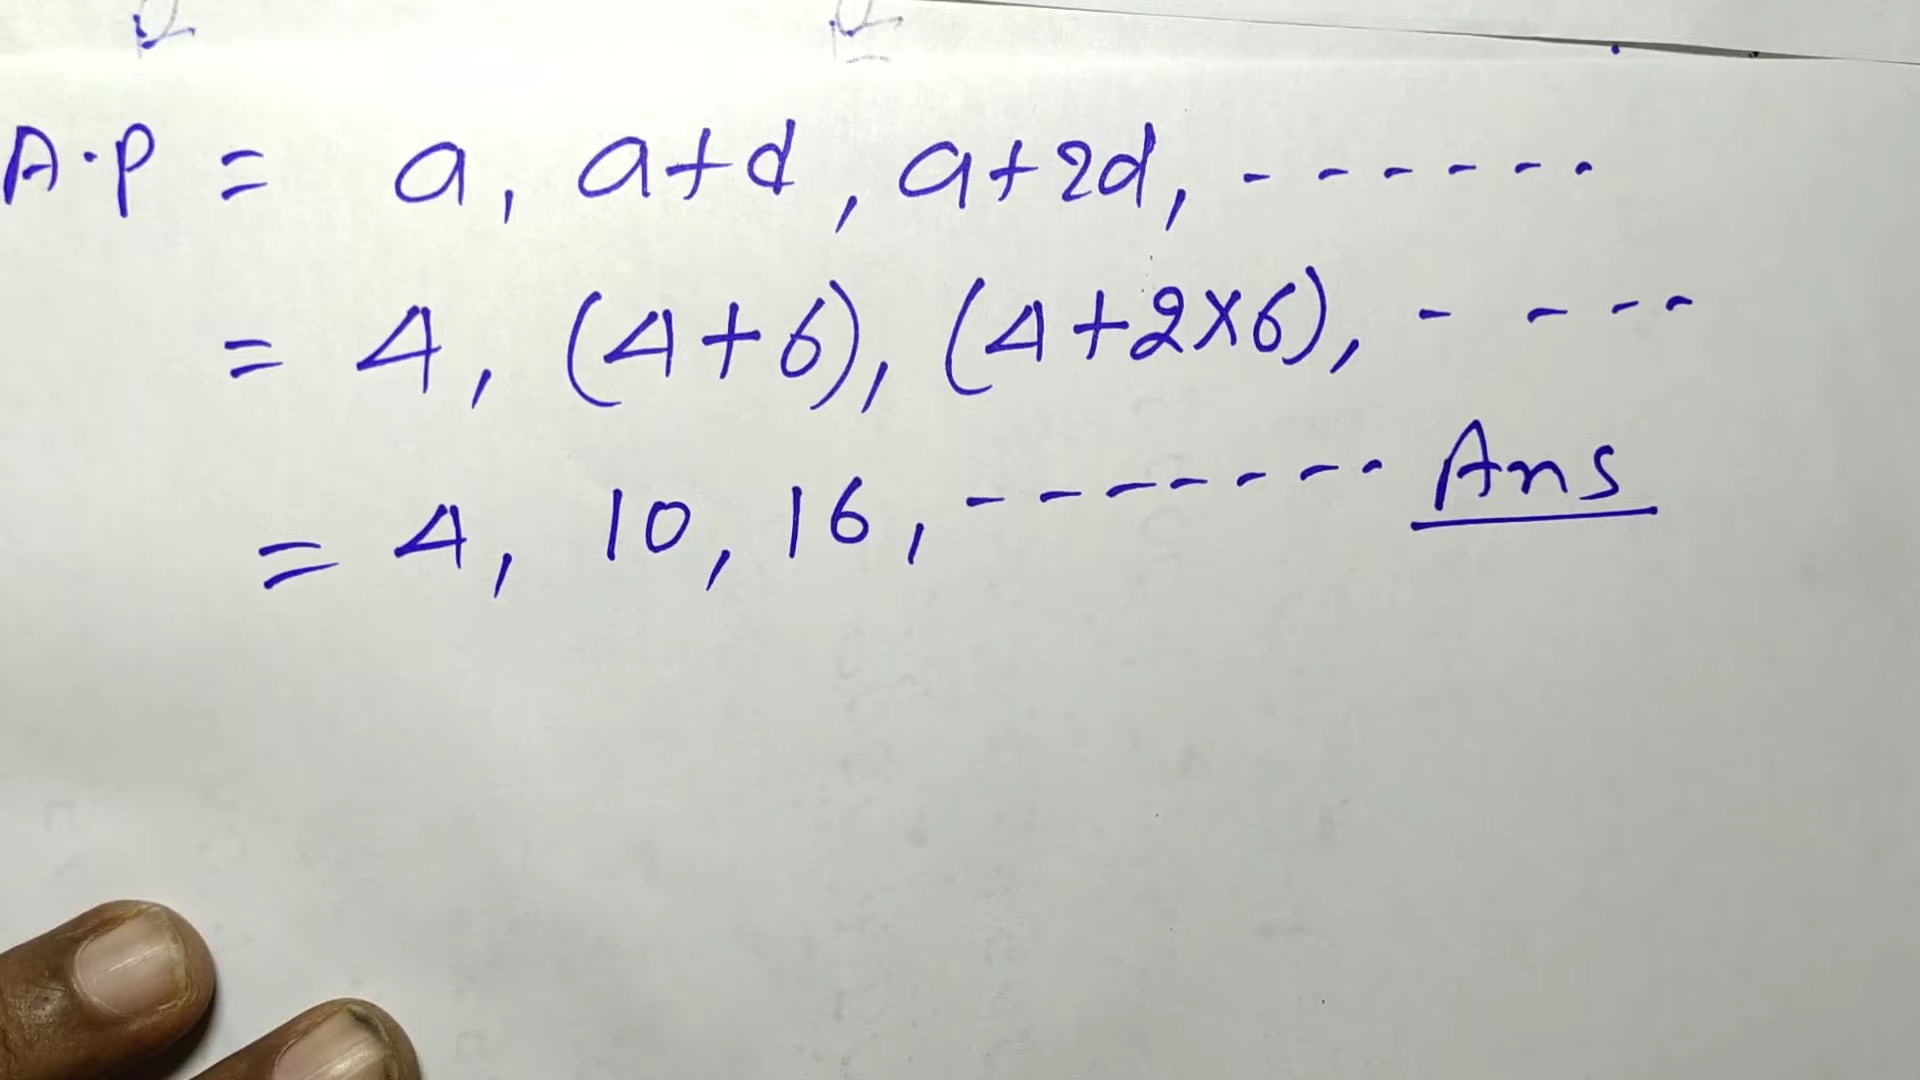 A.P = a, a+d, a+2d, -------
= 4, (4+6), (4+2×6), - ----
= 4, 10, 16, -------- Ans